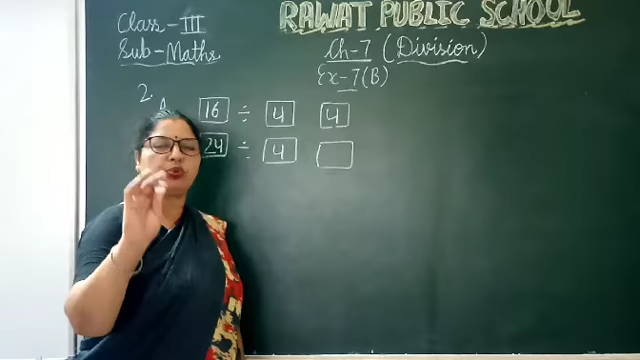 RAWAT PUBLIC SCHOOL
Class - III
Sub - Maths
Ch-7 (Division)
Ex-7(B)
2.
16 ÷ 4 4
24 ÷ 4